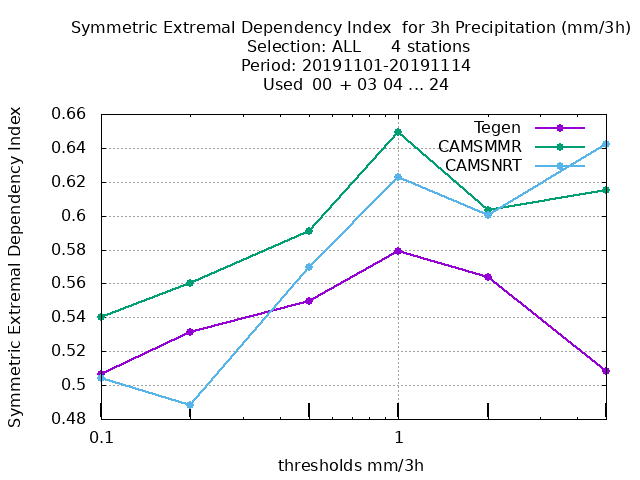 Symmetric Extremal Dependency Index  for 3h Precipitation (mm/3h)
Selection: ALL      4 stations
Period: 20191101-20191114
Used  00  + 03 04 ... 24
Symmetric Extremal Dependency Index
0.66
0.64
0.62
0.6
0.58
0.56
0.54
0.52
0.5
0.48
Tegen
CAMSMMR
CAMSNRT
0.1
1
thresholds mm/3h